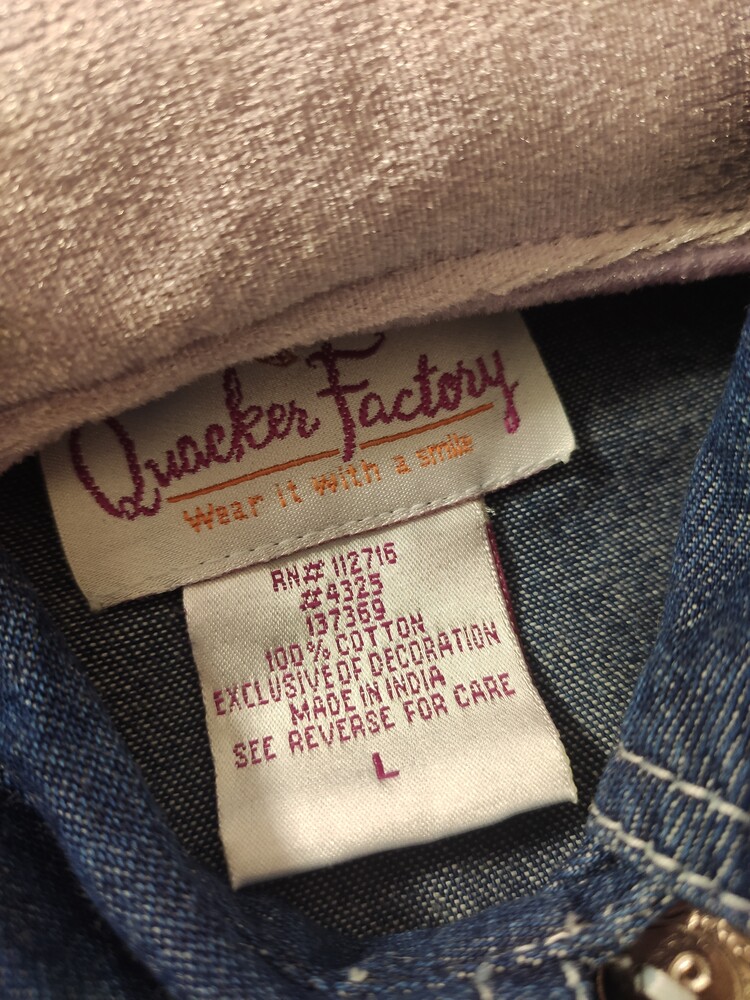 Quacker Factory
Wear it with a smile
RN# 112716
#4325
137369
100% COTTON
EXCLUSIVE OF DECORATION
MADE IN INDIA
SEE REVERSE FOR CARE
L